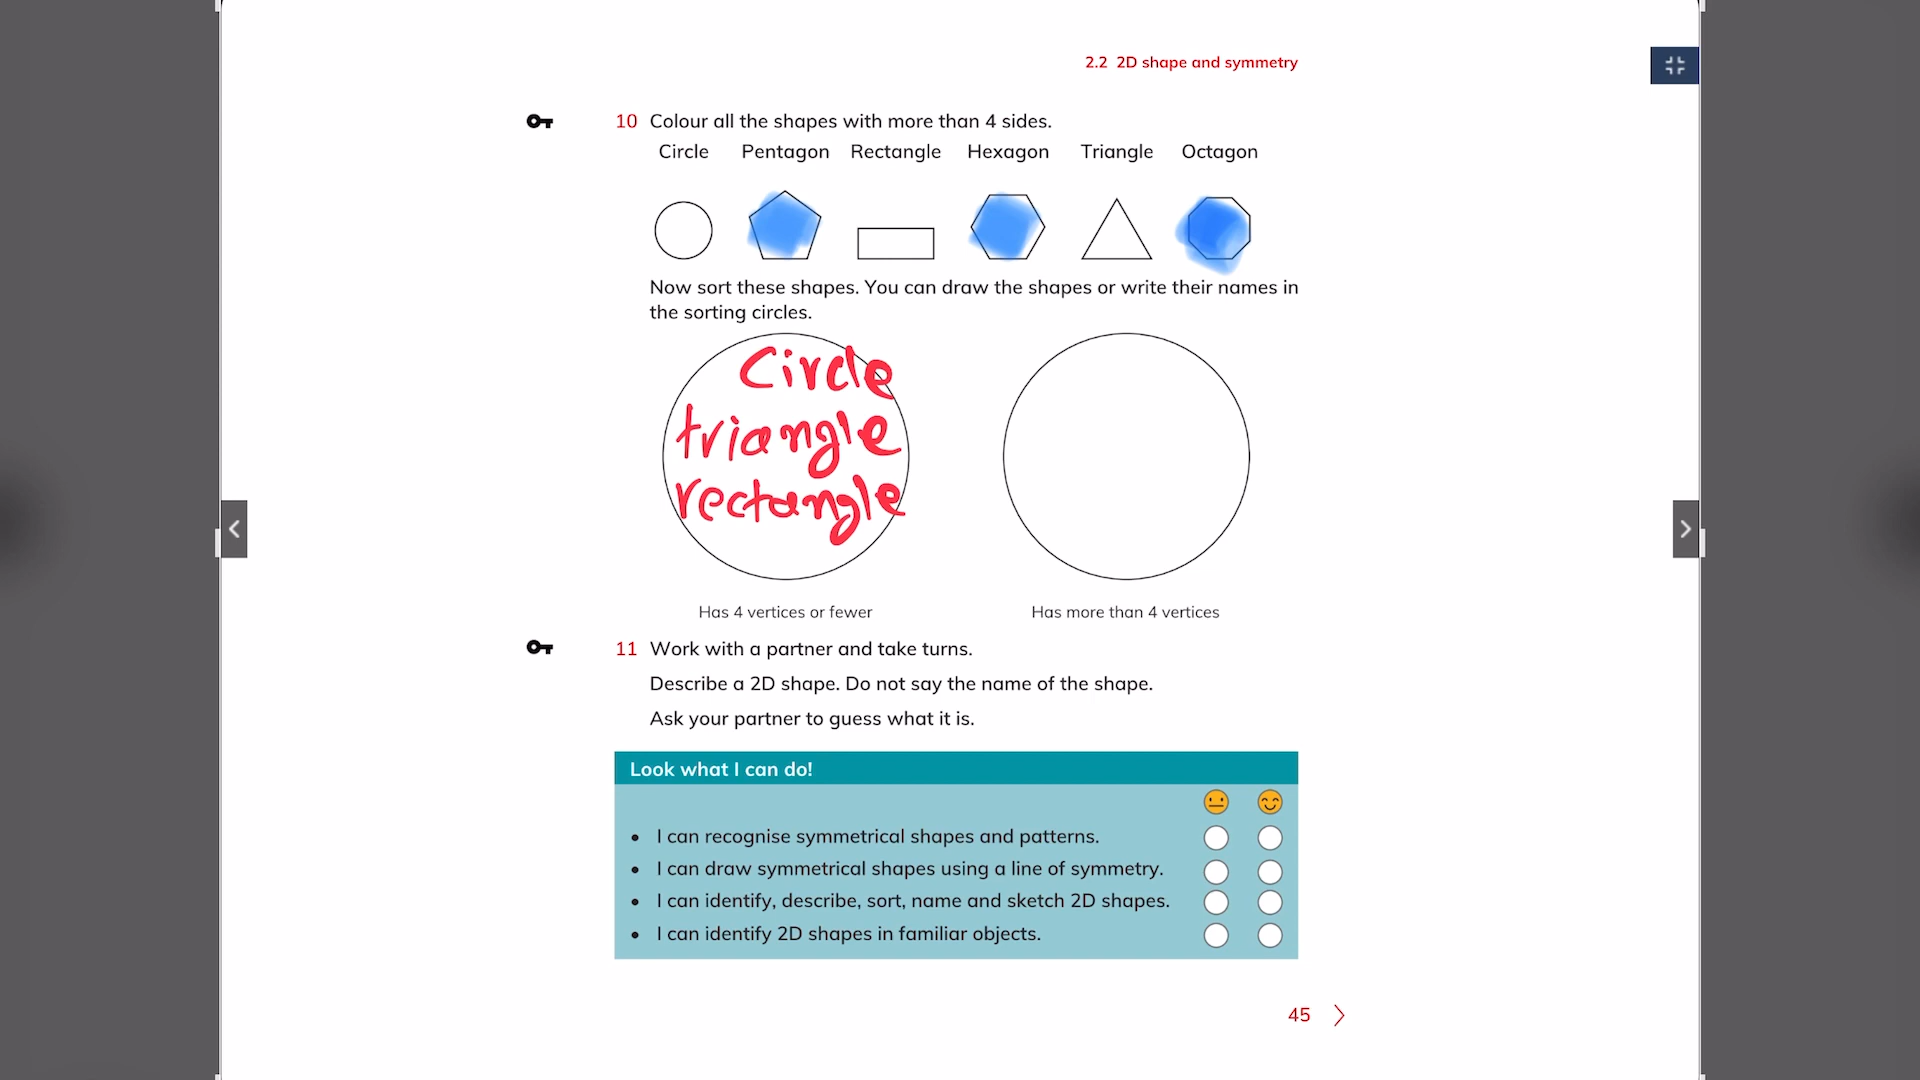 2.2 2D shape and symmetry
10 Colour all the shapes with more than 4 sides.
Circle Pentagon Rectangle Hexagon Triangle Octagon
Now sort these shapes. You can draw the shapes or write their names in
the sorting circles.
Circle
triangle
rectangle
Has 4 vertices or fewer
Has more than 4 vertices
11 Work with a partner and take turns.
Describe a 2D shape. Do not say the name of the shape.
Ask your partner to guess what it is.
Look what I can do!
• I can recognise symmetrical shapes and patterns.
• I can draw symmetrical shapes using a line of symmetry.
• I can identify, describe, sort, name and sketch 2D shapes.
• I can identify 2D shapes in familiar objects.
45